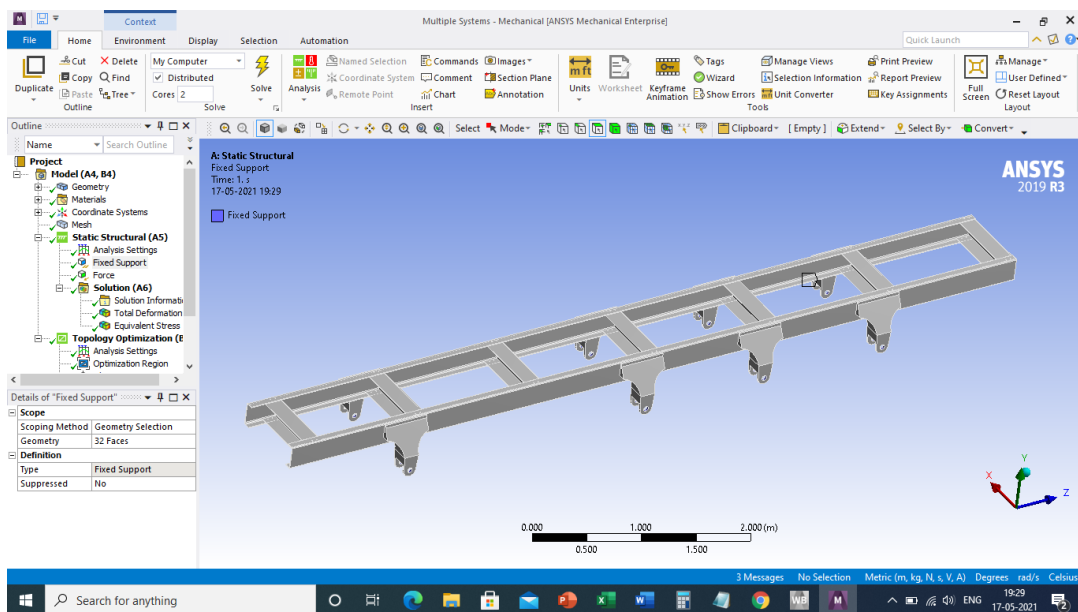 M
Context
Multiple Systems - Mechanical [ANSYS Mechanical Enterprise]
File Home Environment Display Selection Automation
Quick Launch
Duplicate
Cut
Copy
Paste
Delete
Find
Tree
Outline
My Computer
Distributed
Cores 2
Solve
Solve
Analysis
Named Selection
Coordinate System
Remote Point
Commands
Comment
Chart
Images
Section Plane
Annotation
Insert
mft
Units
Worksheet
Keyframe Animation
Tags
Wizard
Show Errors
Manage Views
Selection Information
Unit Converter
Print Preview
Report Preview
Key Assignments
Tools
Full Screen
Manage
User Defined
Reset Layout
Layout
Outline
Select Mode Clipboard [ Empty ] Extend Select By Convert
Name Search Outline
Project
Model (A4, B4)
Geometry
Materials
Coordinate Systems
Mesh
Static Structural (A5)
Analysis Settings
Fixed Support
Force
Solution (A6)
Solution Informati
Total Deformation
Equivalent Stress
Topology Optimization (E
Analysis Settings
Optimization Region
Details of "Fixed Support"
Scope
Scoping Method Geometry Selection
Geometry 32 Faces
Definition
Type Fixed Support
Suppressed No
A: Static Structural
Fixed Support
Time: 1. s
17-05-2021 19:29
Fixed Support
ANSYS
2019 R3
Y
X
Z
0.000 1.000 2.000 (m)
0.500 1.500
3 Messages No Selection Metric (m, kg, N, s, V, A) Degrees rad/s Celsius
Search for anything
WB
M
ENG
19:29
17-05-2021
2